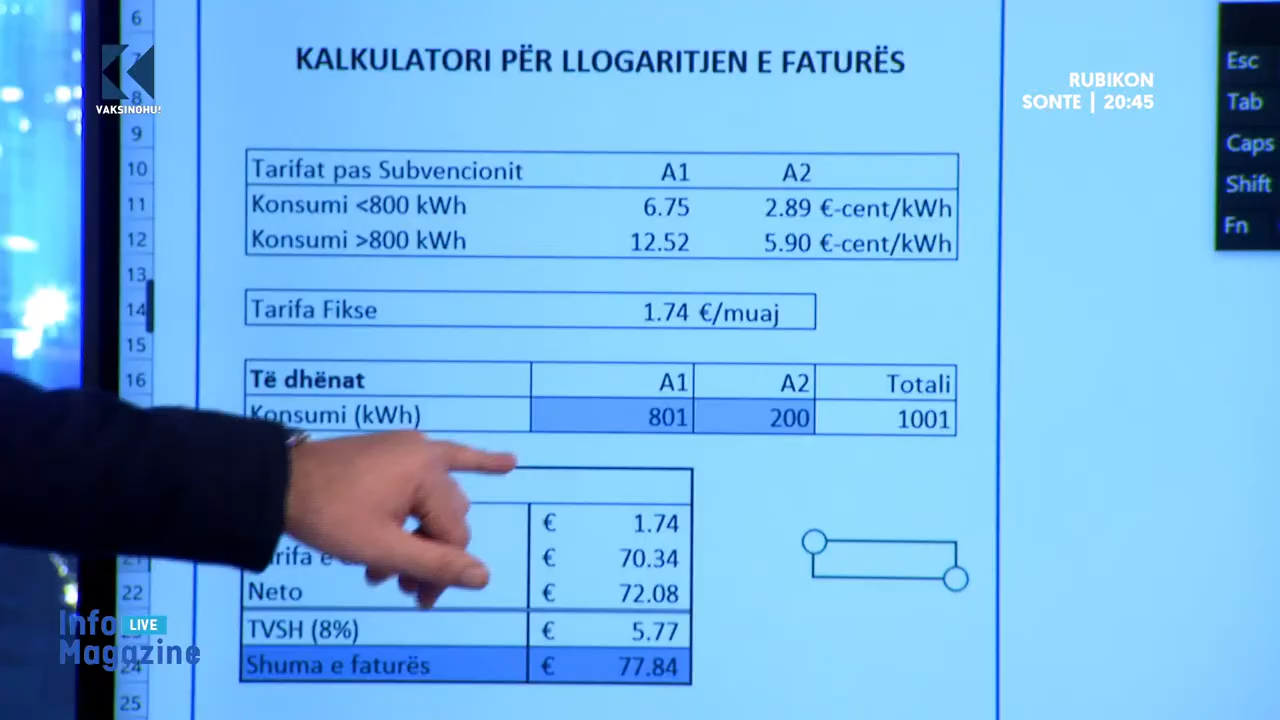 6
KALKULATORI PËR LLOGARITJEN E FATURËS
7
VAKSINOHU!
8
RUBIKON
SONTE | 20:45
Esc
Tab
Caps
Shift
Fn
9
10 Tarifat pas Subvencionit A1 A2
11 Konsumi <800 kWh 6.75 2.89 €-cent/kWh
12 Konsumi >800 kWh 12.52 5.90 €-cent/kWh
13
14 Tarifa Fikse 1.74 €/muaj
15
16 Të dhënat A1 A2 Totali
Konsumi (kWh) 801 200 1001
€ 1.74
€ 70.34
22 Neto € 72.08
TVSH (8%) € 5.77
24 Shuma e faturës € 77.84
25
Info LIVE
Magazine